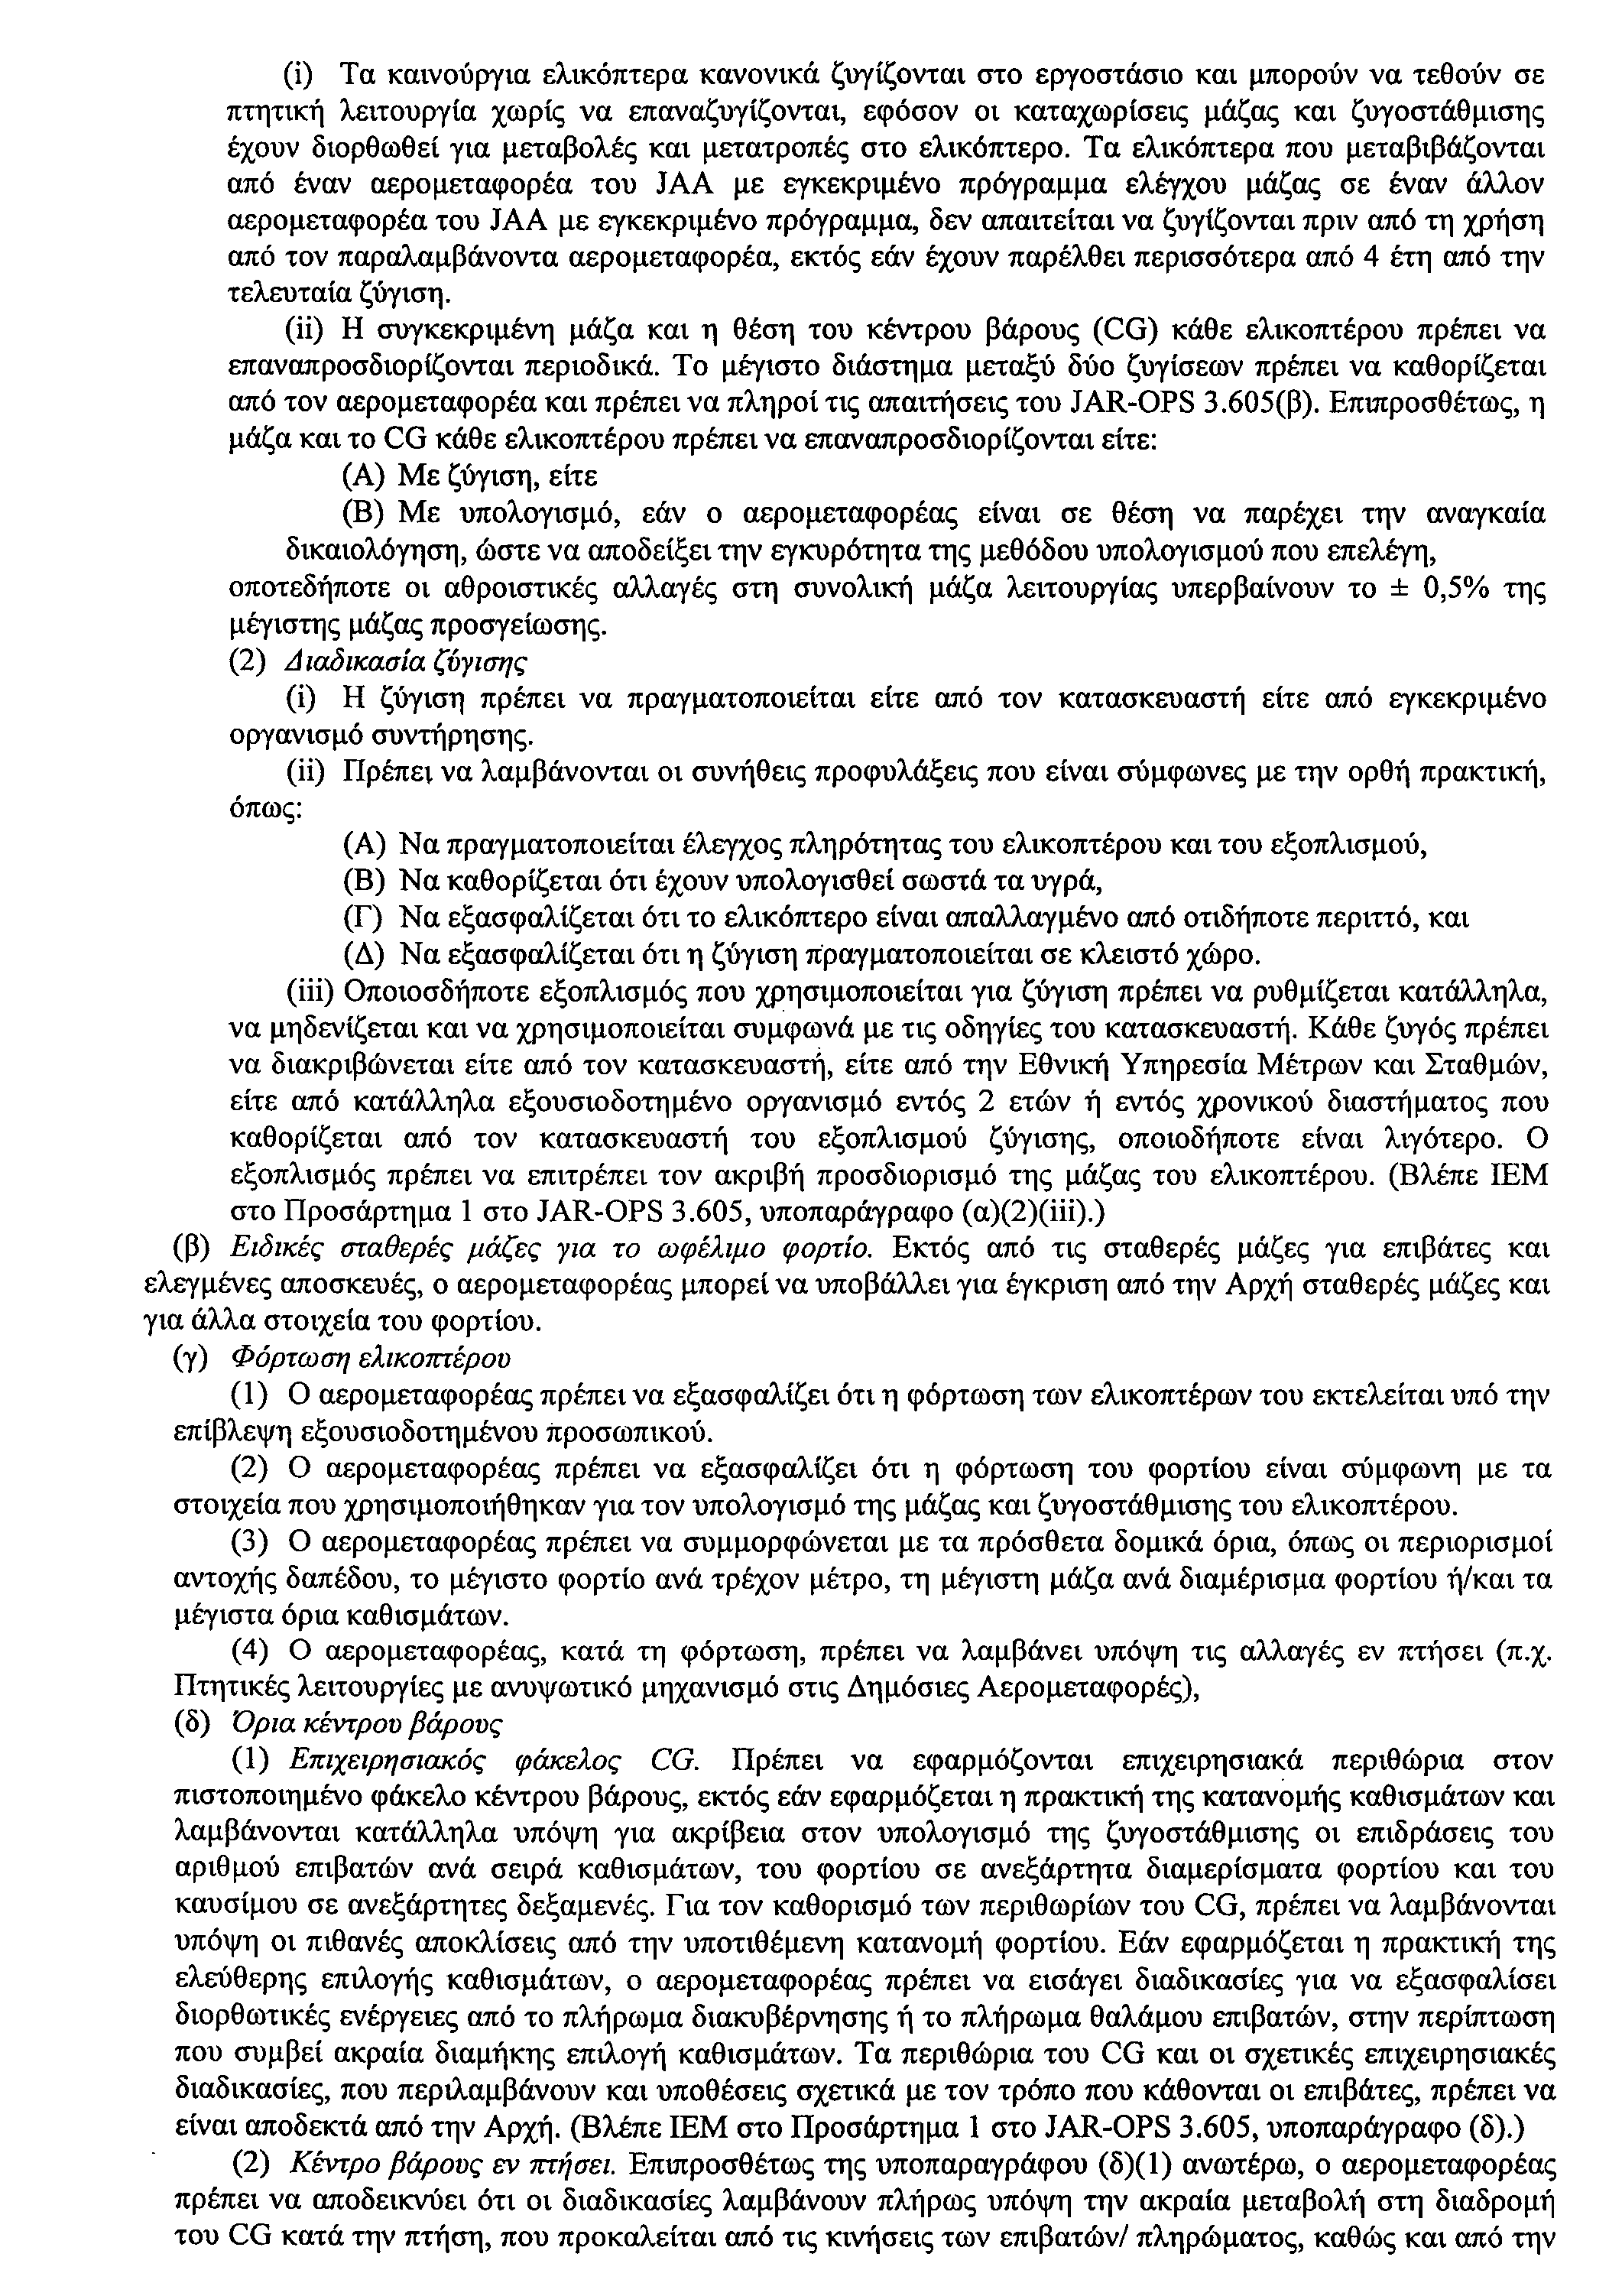 (i) Τα καινούργια ελικόπτερα κανονικά ζυγίζονται στο εργοστάσιο και μπορούν να τεθούν σε
πτητική λειτουργία χωρίς να επαναζυγίζονται, εφόσον οι καταχωρίσεις μάζας και ζυγοστάθμισης
έχουν διορθωθεί για μεταβολές και μετατροπές στο ελικόπτερο. Τα ελικόπτερα που μεταβιβάζονται
από έναν αερομεταφορέα του JAA με εγκεκριμένο πρόγραμμα ελέγχου μάζας σε έναν άλλον
αερομεταφορέα του JAA με εγκεκριμένο πρόγραμμα, δεν απαιτείται να ζυγίζονται πριν από τη χρήση
από τον παραλαμβάνοντα αερομεταφορέα, εκτός εάν έχουν παρέλθει περισσότερα από 4 έτη από την
τελευταία ζύγιση.
(ii) Η συγκεκριμένη μάζα και η θέση του κέντρου βάρους (CG) κάθε ελικοπτέρου πρέπει να
επαναπροσδιορίζονται περιοδικά. Το μέγιστο διάστημα μεταξύ δύο ζυγίσεων πρέπει να καθορίζεται
από τον αερομεταφορέα και πρέπει να πληροί τις απαιτήσεις του JAR-OPS 3.605(β). Επιπροσθέτως, η
μάζα και το CG κάθε ελικοπτέρου πρέπει να επαναπροσδιορίζονται είτε:
(Α) Με ζύγιση, είτε
(Β) Με υπολογισμό, εάν ο αερομεταφορέας είναι σε θέση να παρέχει την αναγκαία
δικαιολόγηση, ώστε να αποδείξει την εγκυρότητα της μεθόδου υπολογισμού που επελέγη,
οποτεδήποτε οι αθροιστικές αλλαγές στη συνολική μάζα λειτουργίας υπερβαίνουν το ± 0,5% της
μέγιστης μάζας προσγείωσης.
(2) Διαδικασία ζύγισης
(i) Η ζύγιση πρέπει να πραγματοποιείται είτε από τον κατασκευαστή είτε από εγκεκριμένο
οργανισμό συντήρησης.
(ii) Πρέπει να λαμβάνονται οι συνήθεις προφυλάξεις που είναι σύμφωνες με την ορθή πρακτική,
όπως:
(Α) Να πραγματοποιείται έλεγχος πληρότητας του ελικοπτέρου και του εξοπλισμού,
(Β) Να καθορίζεται ότι έχουν υπολογισθεί σωστά τα υγρά,
(Γ) Να εξασφαλίζεται ότι το ελικόπτερο είναι απαλλαγμένο από οτιδήποτε περιττό, και
(Δ) Να εξασφαλίζεται ότι η ζύγιση πραγματοποιείται σε κλειστό χώρο.
(iii) Οποιοσδήποτε εξοπλισμός που χρησιμοποιείται για ζύγιση πρέπει να ρυθμίζεται κατάλληλα,
να μηδενίζεται και να χρησιμοποιείται συμφωνά με τις οδηγίες του κατασκευαστή. Κάθε ζυγός πρέπει
να διακριβώνεται είτε από τον κατασκευαστή, είτε από την Εθνική Υπηρεσία Μέτρων και Σταθμών,
είτε από κατάλληλα εξουσιοδοτημένο οργανισμό εντός 2 ετών ή εντός χρονικού διαστήματος που
καθορίζεται από τον κατασκευαστή του εξοπλισμού ζύγισης, οποιοδήποτε είναι λιγότερο. Ο
εξοπλισμός πρέπει να επιτρέπει τον ακριβή προσδιορισμό της μάζας του ελικοπτέρου. (Βλέπε IEM
στο Προσάρτημα 1 στο JAR-OPS 3.605, υποπαράγραφο (α)(2)(iii).)
(β) Ειδικές σταθερές μάζες για το ωφέλιμο φορτίο. Εκτός από τις σταθερές μάζες για επιβάτες και
ελεγμένες αποσκευές, ο αερομεταφορέας μπορεί να υποβάλλει για έγκριση από την Αρχή σταθερές μάζες και
για άλλα στοιχεία του φορτίου.
(γ) Φόρτωση ελικοπτέρου
(1) Ο αερομεταφορέας πρέπει να εξασφαλίζει ότι η φόρτωση των ελικοπτέρων του εκτελείται υπό την
επίβλεψη εξουσιοδοτημένου προσωπικού.
(2) Ο αερομεταφορέας πρέπει να εξασφαλίζει ότι η φόρτωση του φορτίου είναι σύμφωνη με τα
στοιχεία που χρησιμοποιήθηκαν για τον υπολογισμό της μάζας και ζυγοστάθμισης του ελικοπτέρου.
(3) Ο αερομεταφορέας πρέπει να συμμορφώνεται με τα πρόσθετα δομικά όρια, όπως οι περιορισμοί
αντοχής δαπέδου, το μέγιστο φορτίο ανά τρέχον μέτρο, τη μέγιστη μάζα ανά διαμέρισμα φορτίου ή/και τα
μέγιστα όρια καθισμάτων.
(4) Ο αερομεταφορέας, κατά τη φόρτωση, πρέπει να λαμβάνει υπόψη τις αλλαγές εν πτήσει (π.χ.
Πτητικές λειτουργίες με ανυψωτικό μηχανισμό στις Δημόσιες Αερομεταφορές),
(δ) Όρια κέντρου βάρους
(1) Επιχειρησιακός φάκελος CG. Πρέπει να εφαρμόζονται επιχειρησιακά περιθώρια στον
πιστοποιημένο φάκελο κέντρου βάρους, εκτός εάν εφαρμόζεται η πρακτική της κατανομής καθισμάτων και
λαμβάνονται κατάλληλα υπόψη για ακρίβεια στον υπολογισμό της ζυγοστάθμισης οι επιδράσεις του
αριθμού επιβατών ανά σειρά καθισμάτων, του φορτίου σε ανεξάρτητα διαμερίσματα φορτίου και του
καυσίμου σε ανεξάρτητες δεξαμενές. Για τον καθορισμό των περιθωρίων του CG, πρέπει να λαμβάνονται
υπόψη οι πιθανές αποκλίσεις από την υποτιθέμενη κατανομή φορτίου. Εάν εφαρμόζεται η πρακτική της
ελεύθερης επιλογής καθισμάτων, ο αερομεταφορέας πρέπει να εισάγει διαδικασίες για να εξασφαλίσει
διορθωτικές ενέργειες από το πλήρωμα διακυβέρνησης ή το πλήρωμα θαλάμου επιβατών, στην περίπτωση
που συμβεί ακραία διαμήκης επιλογή καθισμάτων. Τα περιθώρια του CG και οι σχετικές επιχειρησιακές
διαδικασίες, που περιλαμβάνουν και υποθέσεις σχετικά με τον τρόπο που κάθονται οι επιβάτες, πρέπει να
είναι αποδεκτά από την Αρχή. (Βλέπε IEM στο Προσάρτημα 1 στο JAR-OPS 3.605, υποπαράγραφο (δ).)
(2) Κέντρο βάρους εν πτήσει. Επιπροσθέτως της υποπαραγράφου (δ)(1) ανωτέρω, ο αερομεταφορέας
πρέπει να αποδεικνύει ότι οι διαδικασίες λαμβάνουν πλήρως υπόψη την ακραία μεταβολή στη διαδρομή
του CG κατά την πτήση, που προκαλείται από τις κινήσεις των επιβατών/ πληρώματος, καθώς και από την